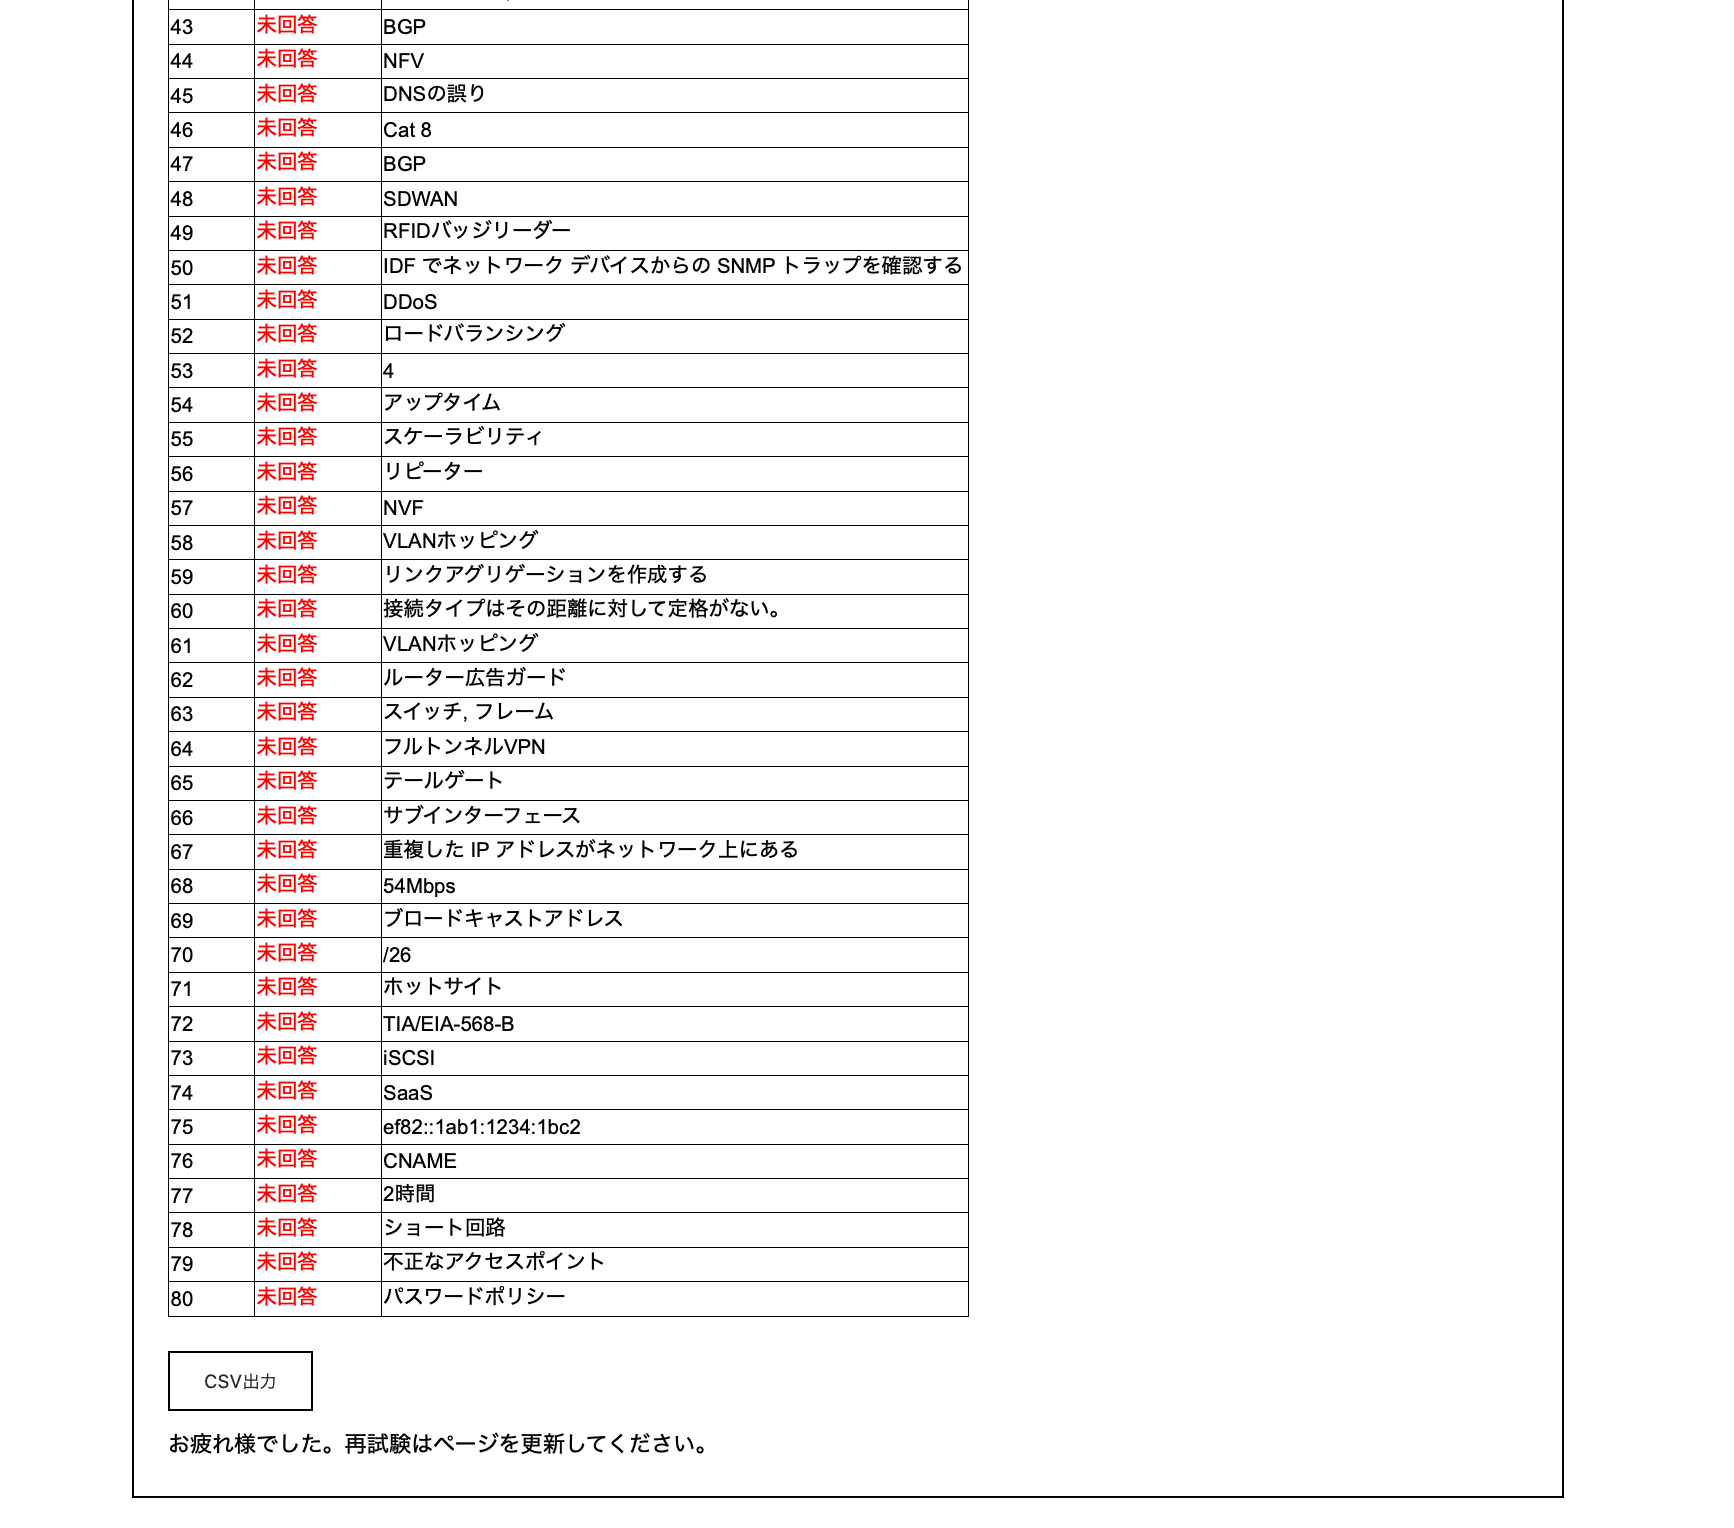 43 未回答 BGP
44 未回答 NFV
45 未回答 DNSの誤り
46 未回答 Cat 8
47 未回答 BGP
48 未回答 SDWAN
49 未回答 RFIDバッジリーダー
50 未回答 IDF でネットワーク デバイスからの SNMP トラップを確認する
51 未回答 DDoS
52 未回答 ロードバランシング
53 未回答 4
54 未回答 アップタイム
55 未回答 スケーラビリティ
56 未回答 リピーター
57 未回答 NVF
58 未回答 VLANホッピング
59 未回答 リンクアグリゲーションを作成する
60 未回答 接続タイプはその距離に対して定格がない。
61 未回答 VLANホッピング
62 未回答 ルーター広告ガード
63 未回答 スイッチ, フレーム
64 未回答 フルトンネルVPN
65 未回答 テールゲート
66 未回答 サブインターフェース
67 未回答 重複した IP アドレスがネットワーク上にある
68 未回答 54Mbps
69 未回答 ブロードキャストアドレス
70 未回答 /26
71 未回答 ホットサイト
72 未回答 TIA/EIA-568-B
73 未回答 iSCSI
74 未回答 SaaS
75 未回答 ef82::1ab1:1234:1bc2
76 未回答 CNAME
77 未回答 2時間
78 未回答 ショート回路
79 未回答 不正なアクセスポイント
80 未回答 パスワードポリシー
CSV出力
お疲れ様でした。再試験はページを更新してください。